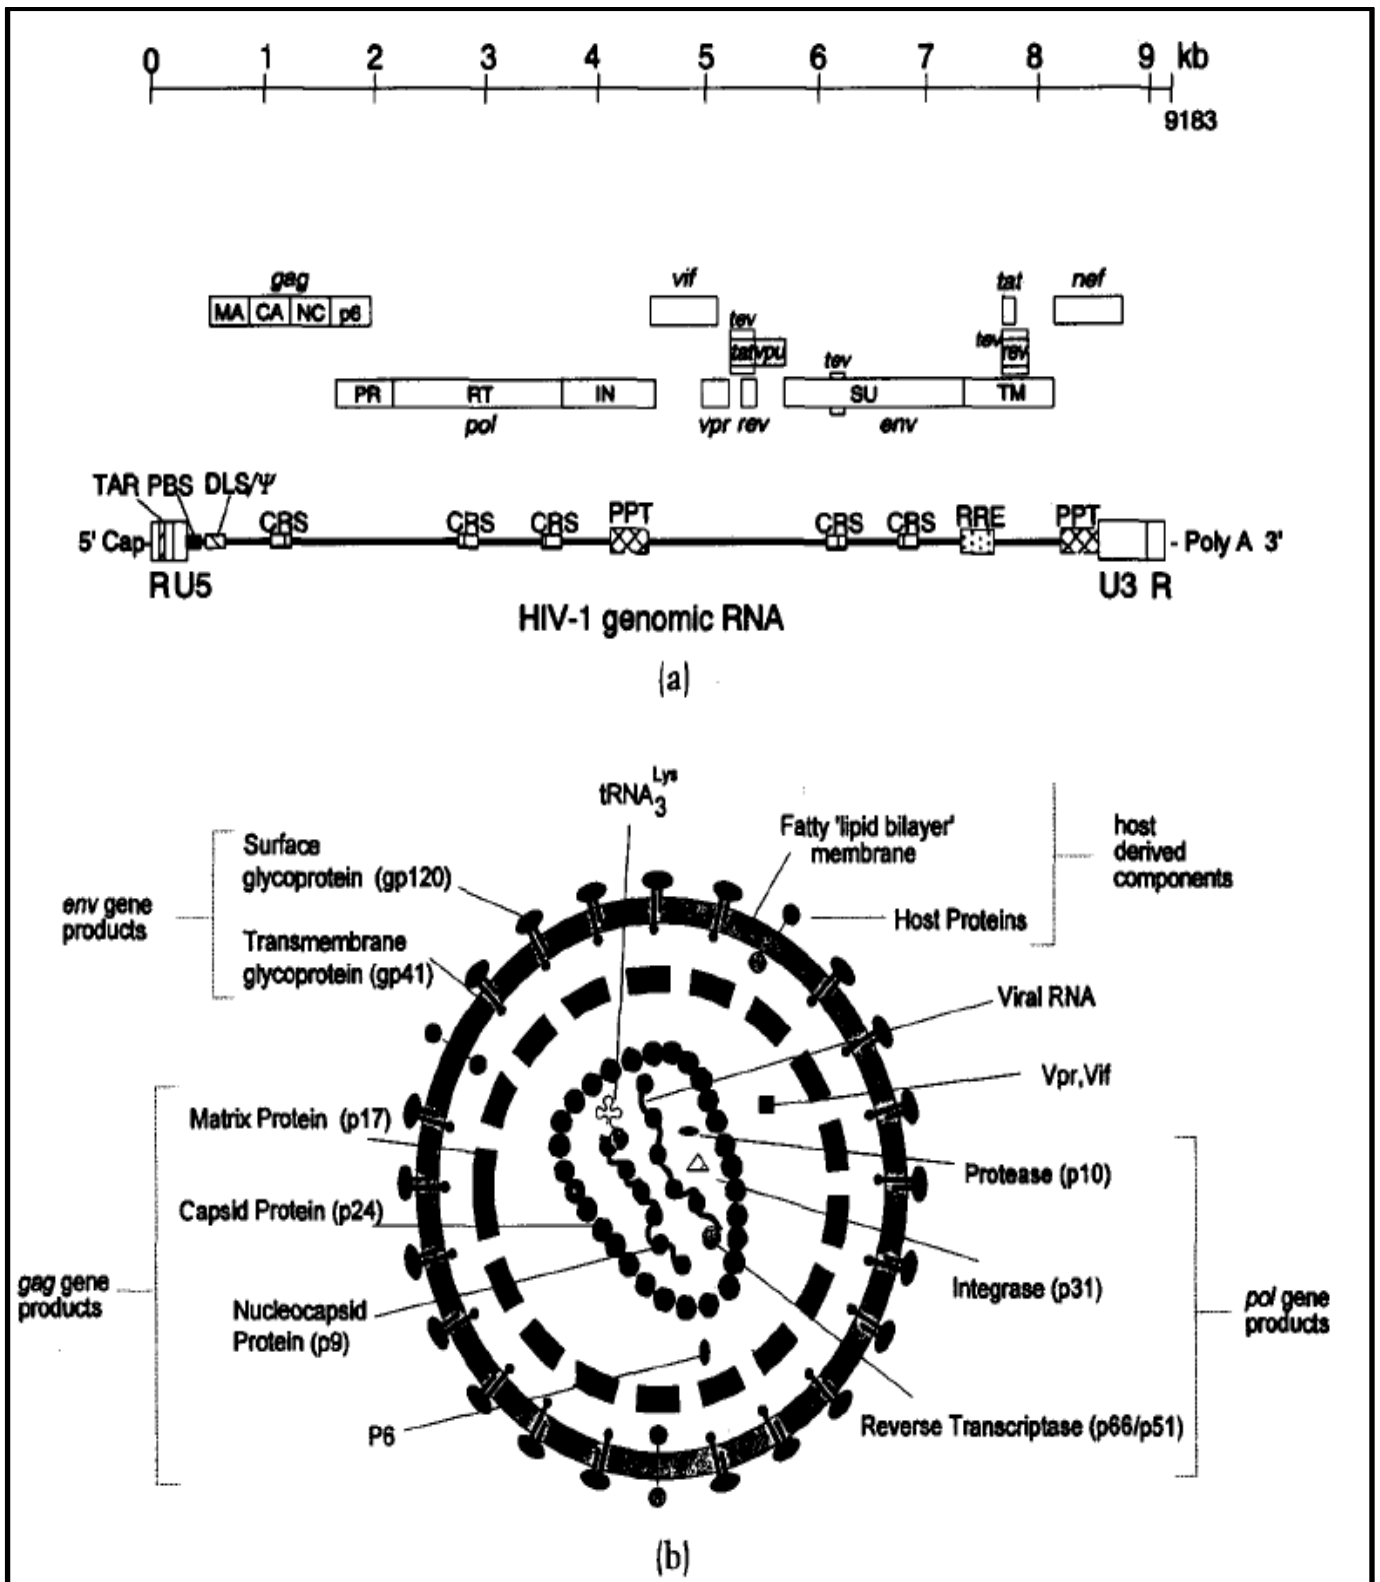 0 1 2 3 4 5 6 7 8 9 kb
9183
gag vif tat nef
MA CA NC p6
tev
tat vpu
tev
tev rev
PR RT IN SU TM
pol vpr rev env
TAR PBS DLS/Ψ
CRS CRS CRS PPT CRS CRS RRE PPT
5' Cap - Poly A 3'
R U5 U3 R
HIV-1 genomic RNA
(a)
tRNA₃ᴸʸˢ
Fatty 'lipid bilayer'
membrane
host
derived
components
Surface
glycoprotein (gp120)
env gene
products
Host Proteins
Transmembrane
glycoprotein (gp41)
Viral RNA
Vpr,Vif
Matrix Protein (p17)
Protease (p10)
Capsid Protein (p24)
Integrase (p31)
gag gene
products
pol gene
products
Nucleocapsid
Protein (p9)
P6
Reverse Transcriptase (p66/p51)
(b)